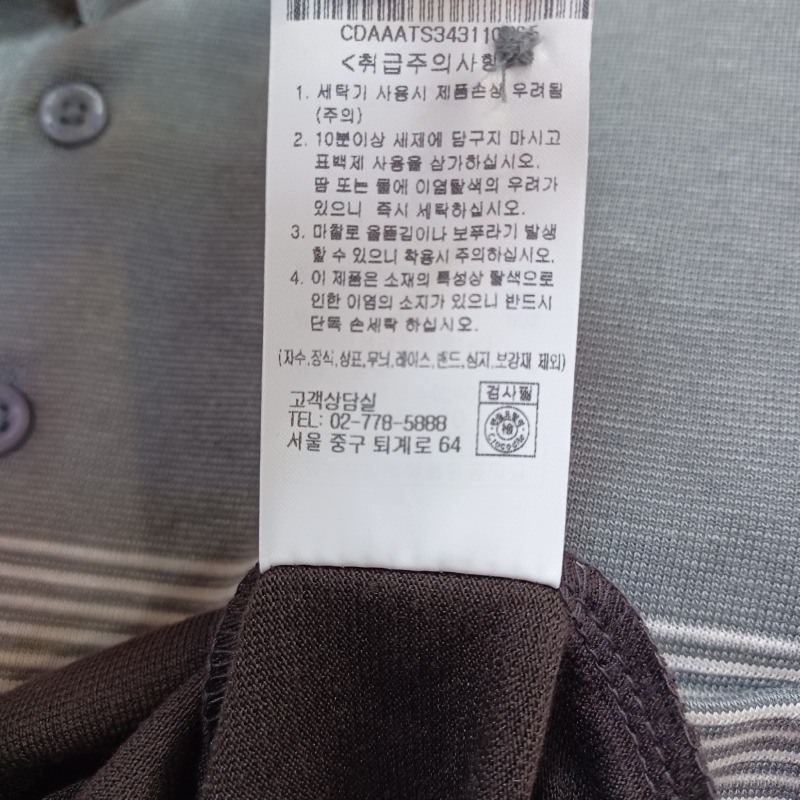 <취급주의사항
1. 세탁기 사용시 제품손상 우려됨
(주의)
2. 10분이상 세제에 담구지 마시고
표백제 사용을 삼가하십시오.
땀 또는 물에 이염탈색의 우려가
있으니 즉시 세탁하십시오.
3. 마찰로 올뜯김이나 보푸라기 발생
할 수 있으니 착용시 주의하십시오.
4. 이 제품은 소재의 특성상 탈색으로
인한 이염의 소지가 있으니 반드시
단독 손세탁 하십시오.
(자수,장식,상표,무늬,레이스,밴드,심지,보강재 제외)
고객상담실
TEL: 02-778-5888
서울 중구 퇴계로 64
검사필
Crocodile